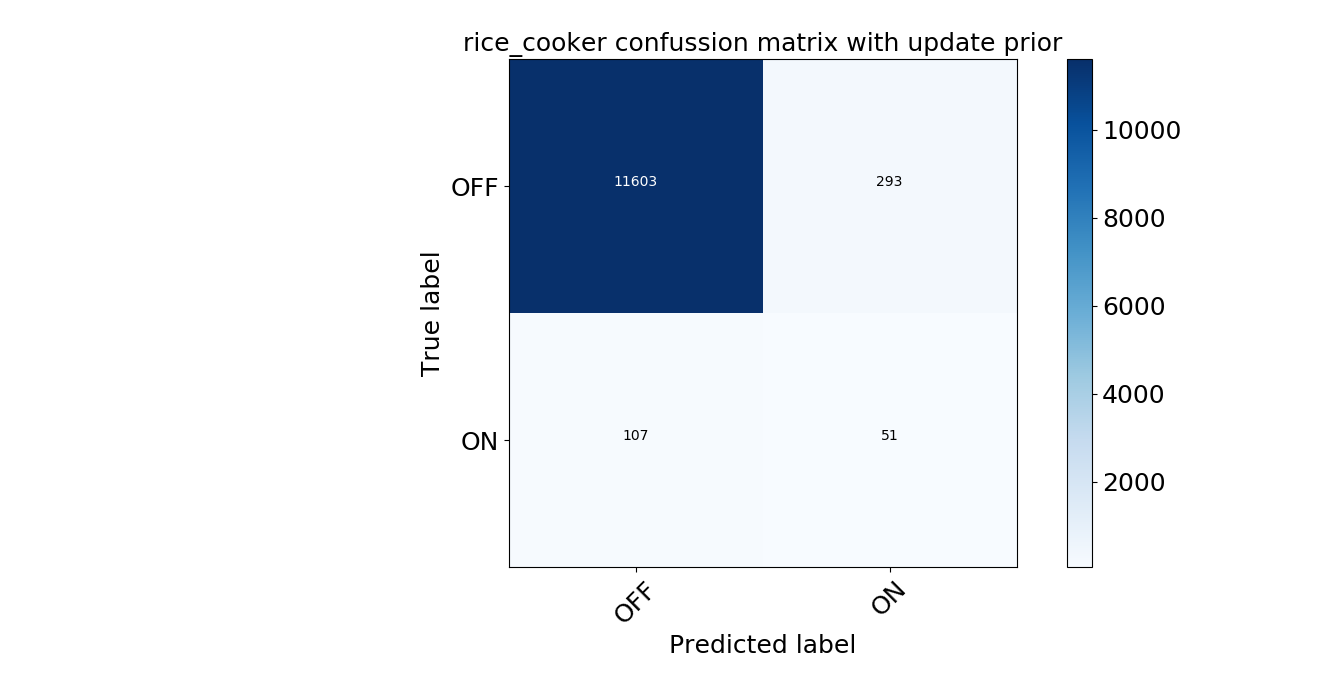 rice_cooker confussion matrix with update prior
True label
OFF
ON
11603
293
107
51
OFF
ON
Predicted label
10000
8000
6000
4000
2000